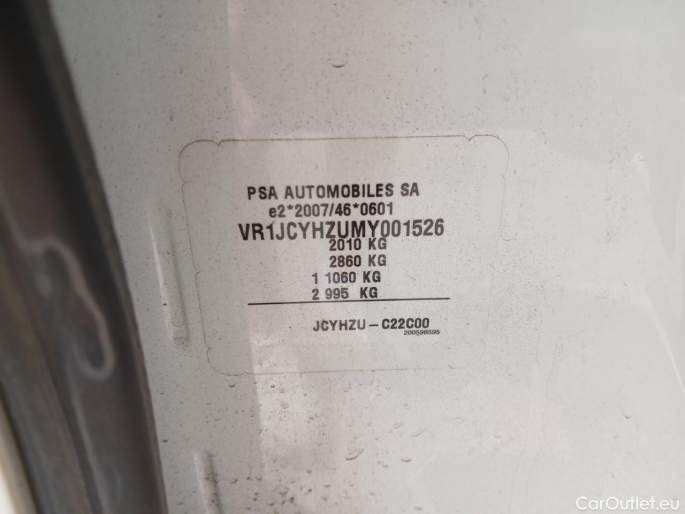 PSA AUTOMOBILES SA
e2*2007/46*0601
VR1JCYHZUMY001526
2010 KG
2860 KG
1 1060 KG
2 995 KG
JCYHZU - C22C00
200598595
CarOutlet.eu